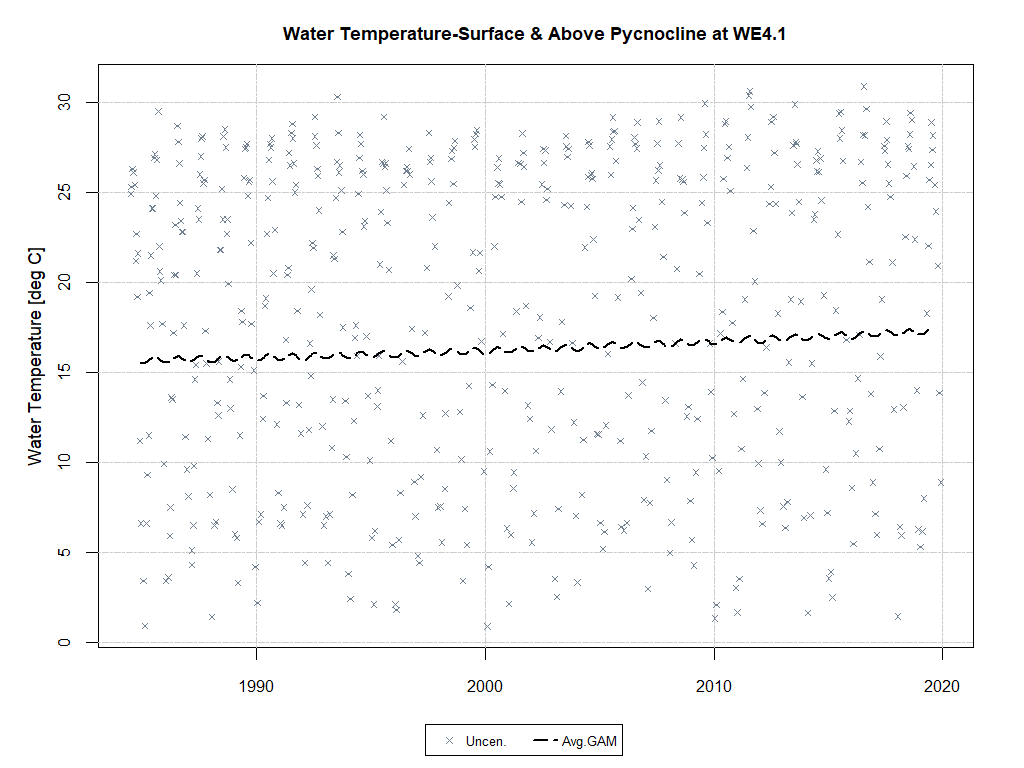 Water Temperature-Surface & Above Pycnocline at WE4.1
Water Temperature [deg C]
30
25
20
15
10
5
0
1990
2000
2010
2020
Uncen.
Avg.GAM